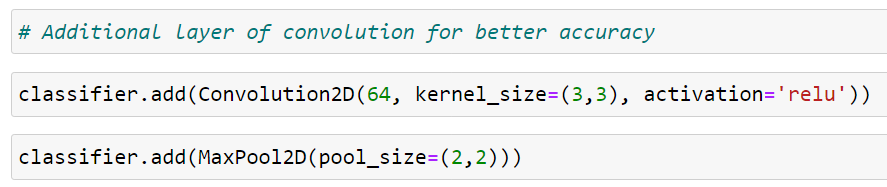 # Additional layer of convolution for better accuracy
classifier.add(Convolution2D(64, kernel_size=(3,3), activation='relu'))
classifier.add(MaxPool2D(pool_size=(2,2)))